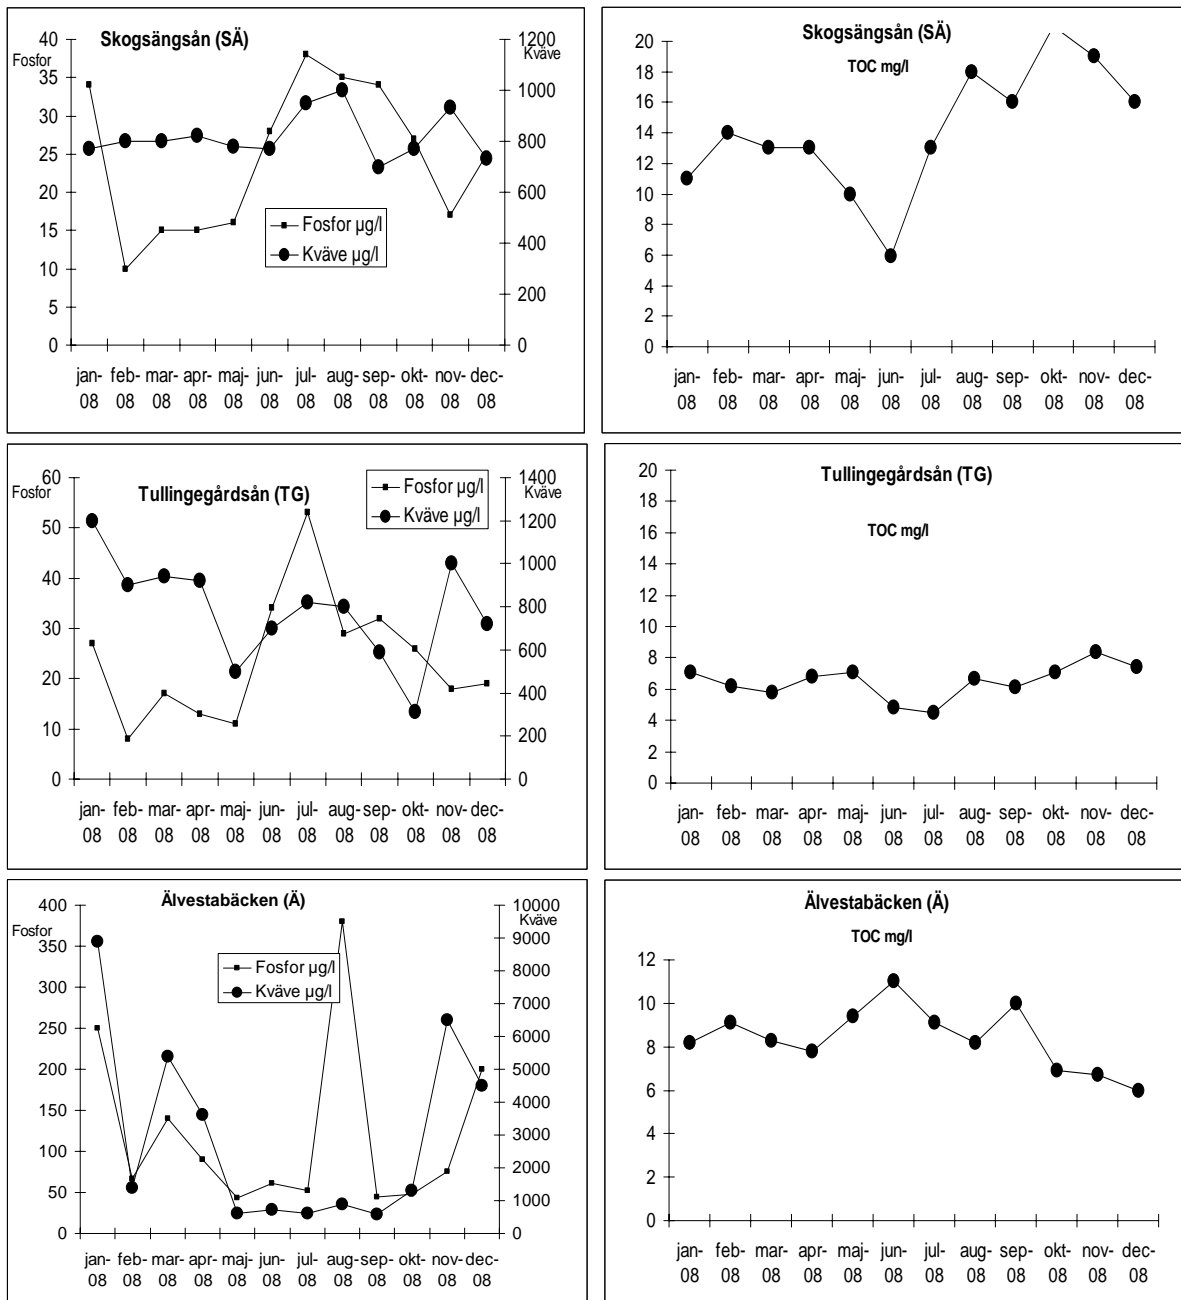 Skogsängsån (SÄ)
Fosfor
Kväve
40
35
30
25
20
15
10
5
0
1200
1000
800
600
400
200
0
Fosfor µg/l
Kväve µg/l
jan- feb- mar- apr- maj- jun- jul- aug- sep- okt- nov- dec-
08 08 08 08 08 08 08 08 08 08 08 08
Skogsängsån (SÄ)
TOC mg/l
20
18
16
14
12
10
8
6
4
2
0
jan- feb- mar- apr- maj- jun- jul- aug- sep- okt- nov- dec-
08 08 08 08 08 08 08 08 08 08 08 08
Tullingegårdsån (TG)
Fosfor
Kväve
60
50
40
30
20
10
0
1400
1200
1000
800
600
400
200
0
Fosfor µg/l
Kväve µg/l
jan- feb- mar- apr- maj- jun- jul- aug- sep- okt- nov- dec-
08 08 08 08 08 08 08 08 08 08 08 08
Tullingegårdsån (TG)
TOC mg/l
20
18
16
14
12
10
8
6
4
2
0
jan- feb- mar- apr- maj- jun- jul- aug- sep- okt- nov- dec-
08 08 08 08 08 08 08 08 08 08 08 08
Älvestabäcken (Ä)
Fosfor
Kväve
400
350
300
250
200
150
100
50
0
10000
9000
8000
7000
6000
5000
4000
3000
2000
1000
0
Fosfor µg/l
Kväve µg/l
jan- feb- mar- apr- maj- jun- jul- aug- sep- okt- nov- dec-
08 08 08 08 08 08 08 08 08 08 08 08
Älvestabäcken (Ä)
TOC mg/l
12
10
8
6
4
2
0
jan- feb- mar- apr- maj- jun- jul- aug- sep- okt- nov- dec-
08 08 08 08 08 08 08 08 08 08 08 08